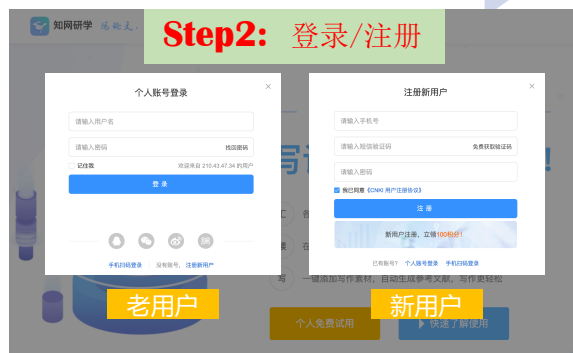 知网研学
Step2: 登录/注册
个人账号登录
×
请输入用户名
请输入密码
找回密码
记住我
欢迎来自 210.43.47.34 的用户
登 录
手机扫码登录 没有账号，注册新用户
老用户
注册新用户
×
请输入手机号
请输入短信验证码
免费获取验证码
请输入密码
我已同意《CNKI 用户注册协议》
注 册
新用户注册，立领100积分!
已有账号? 个人账号登录 手机扫码登录
新用户
写
!
汇
各
在
写
一键添加写作素材，自动生成参考文献，写作更轻松
个人免费试用
快速了解使用